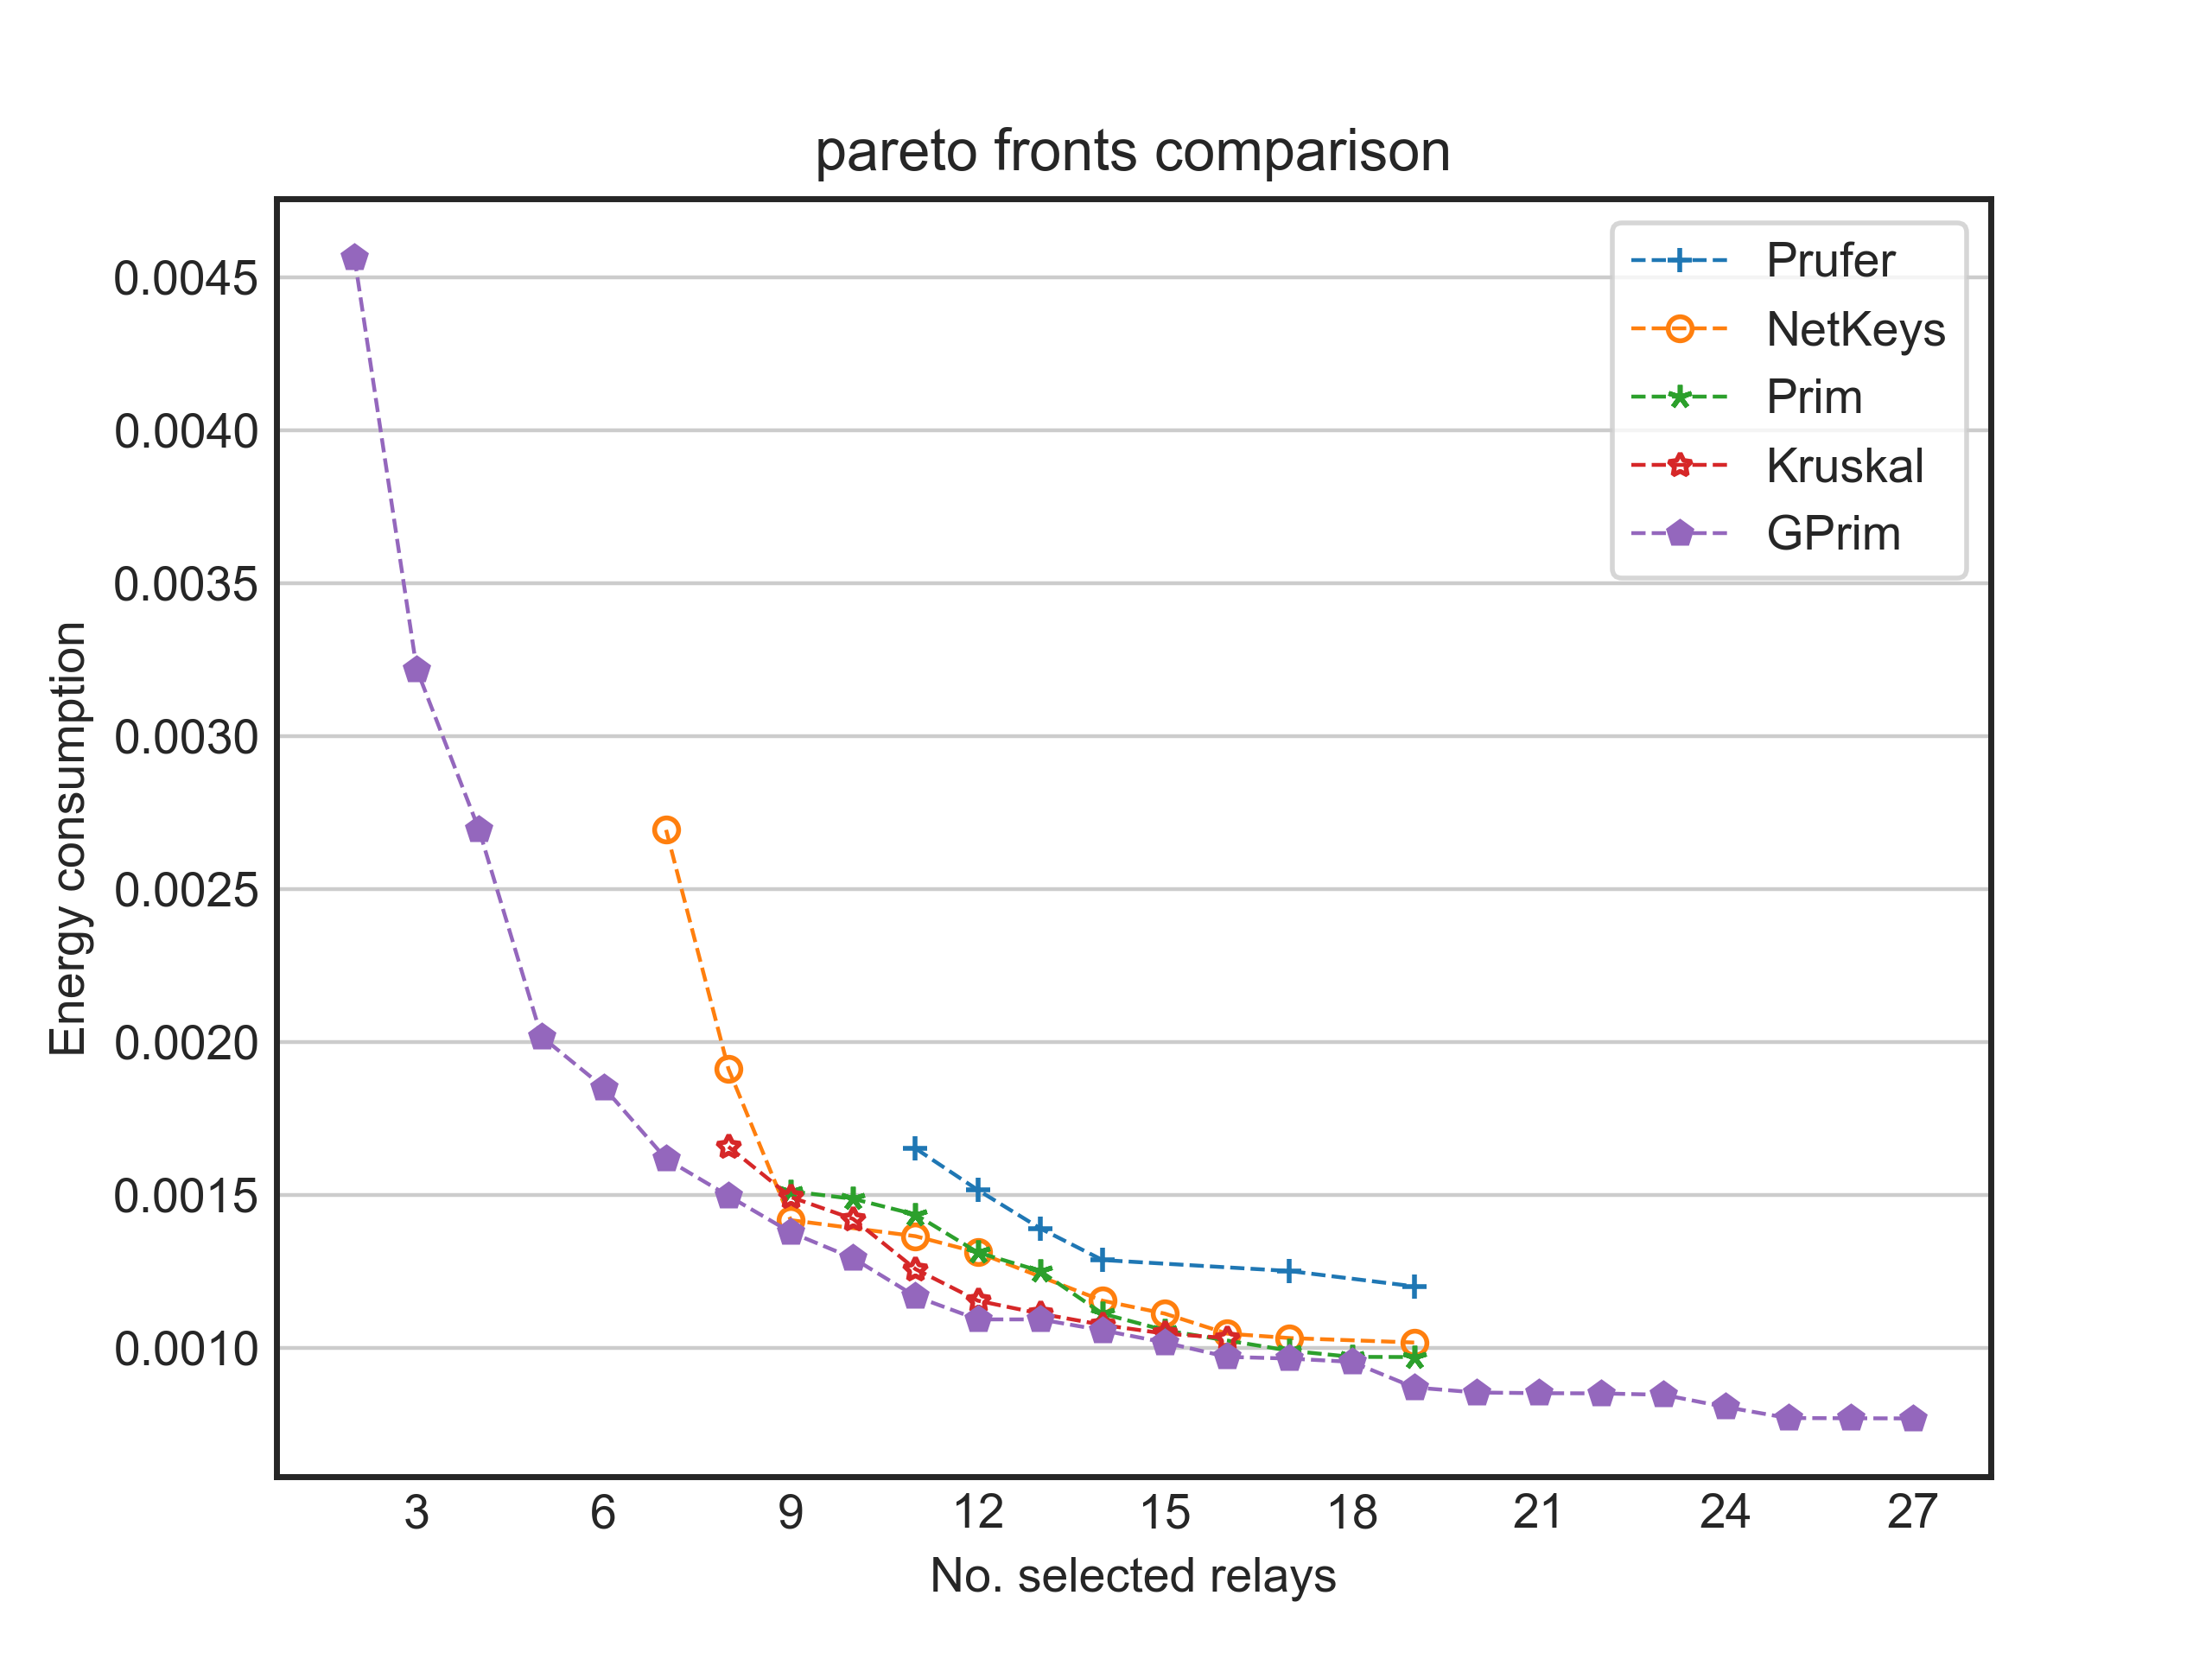 pareto fronts comparison
Prufer
NetKeys
Prim
Kruskal
GPrim
Energy consumption
0.0045
0.0040
0.0035
0.0030
0.0025
0.0020
0.0015
0.0010
3 6 9 12 15 18 21 24 27
No. selected relays